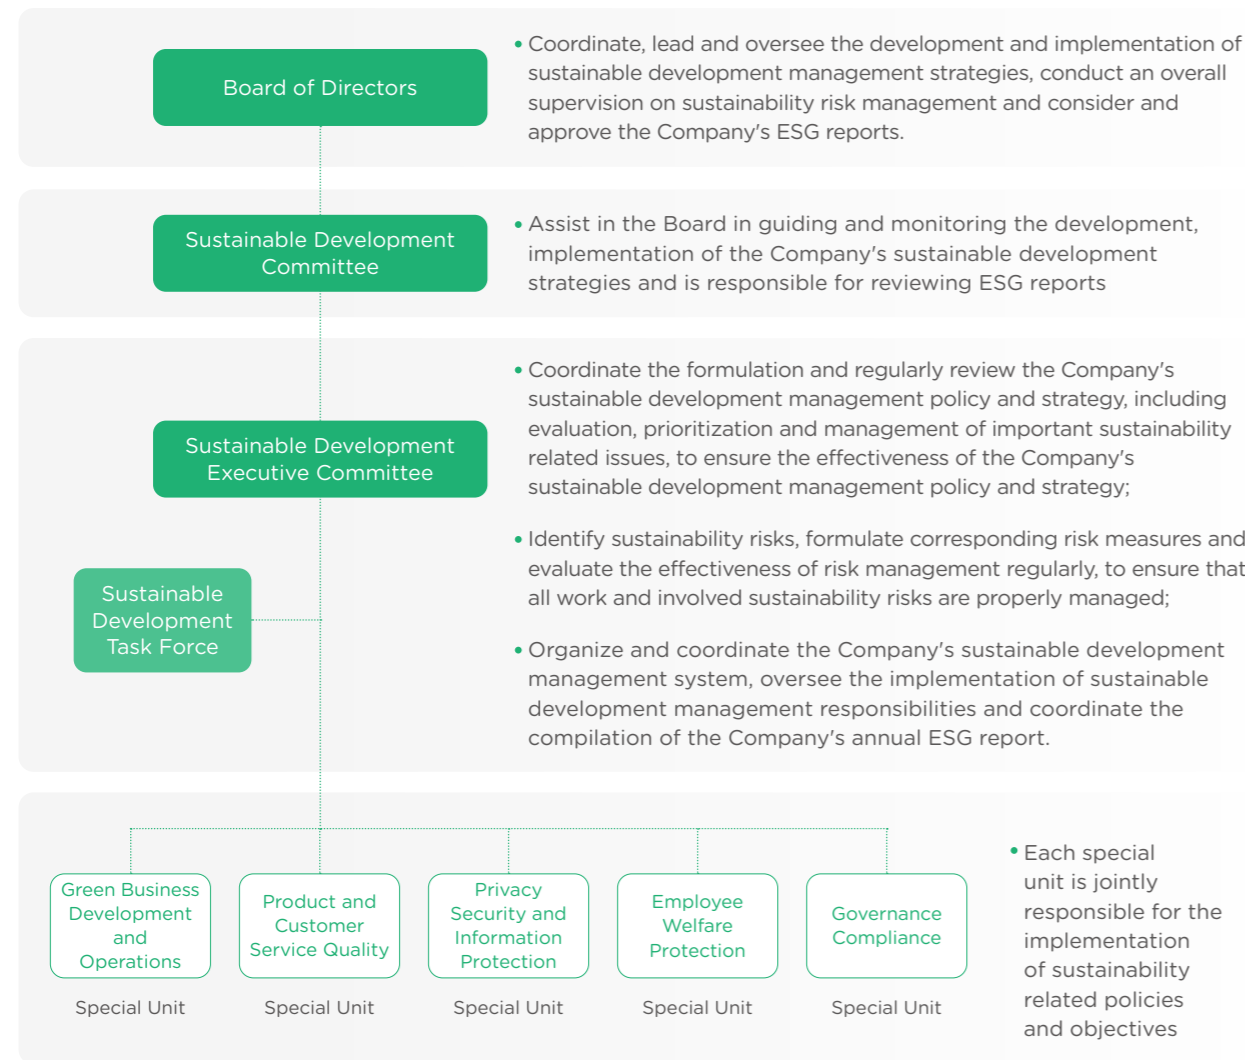 Board of Directors
• Coordinate, lead and oversee the development and implementation of
sustainable development management strategies, conduct an overall
supervision on sustainability risk management and consider and
approve the Company's ESG reports.
Sustainable Development
Committee
• Assist in the Board in guiding and monitoring the development,
implementation of the Company's sustainable development
strategies and is responsible for reviewing ESG reports
Sustainable Development
Executive Committee
• Coordinate the formulation and regularly review the Company's
sustainable development management policy and strategy, including
evaluation, prioritization and management of important sustainability
related issues, to ensure the effectiveness of the Company's
sustainable development management policy and strategy;
• Identify sustainability risks, formulate corresponding risk measures and
evaluate the effectiveness of risk management regularly, to ensure that
all work and involved sustainability risks are properly managed;
• Organize and coordinate the Company's sustainable development
management system, oversee the implementation of sustainable
development management responsibilities and coordinate the
compilation of the Company's annual ESG report.
Sustainable
Development
Task Force
Green Business
Development
and
Operations
Special Unit
Product and
Customer
Service Quality
Special Unit
Privacy
Security and
Information
Protection
Special Unit
Employee
Welfare
Protection
Special Unit
Governance
Compliance
Special Unit
• Each special
unit is jointly
responsible for the
implementation
of sustainability
related policies
and objectives